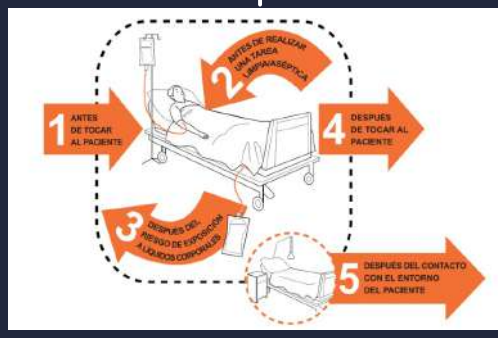 1
ANTES
DE TOCAR
AL PACIENTE
2
ANTES DE REALIZAR
UNA TAREA
LIMPIA/ASÉPTICA
3
DESPUÉS DEL
RIESGO DE EXPOSICIÓN
A LÍQUIDOS CORPORALES
4
DESPUÉS
DE TOCAR AL
PACIENTE
5
DESPUÉS DEL CONTACTO
CON EL ENTORNO
DEL PACIENTE